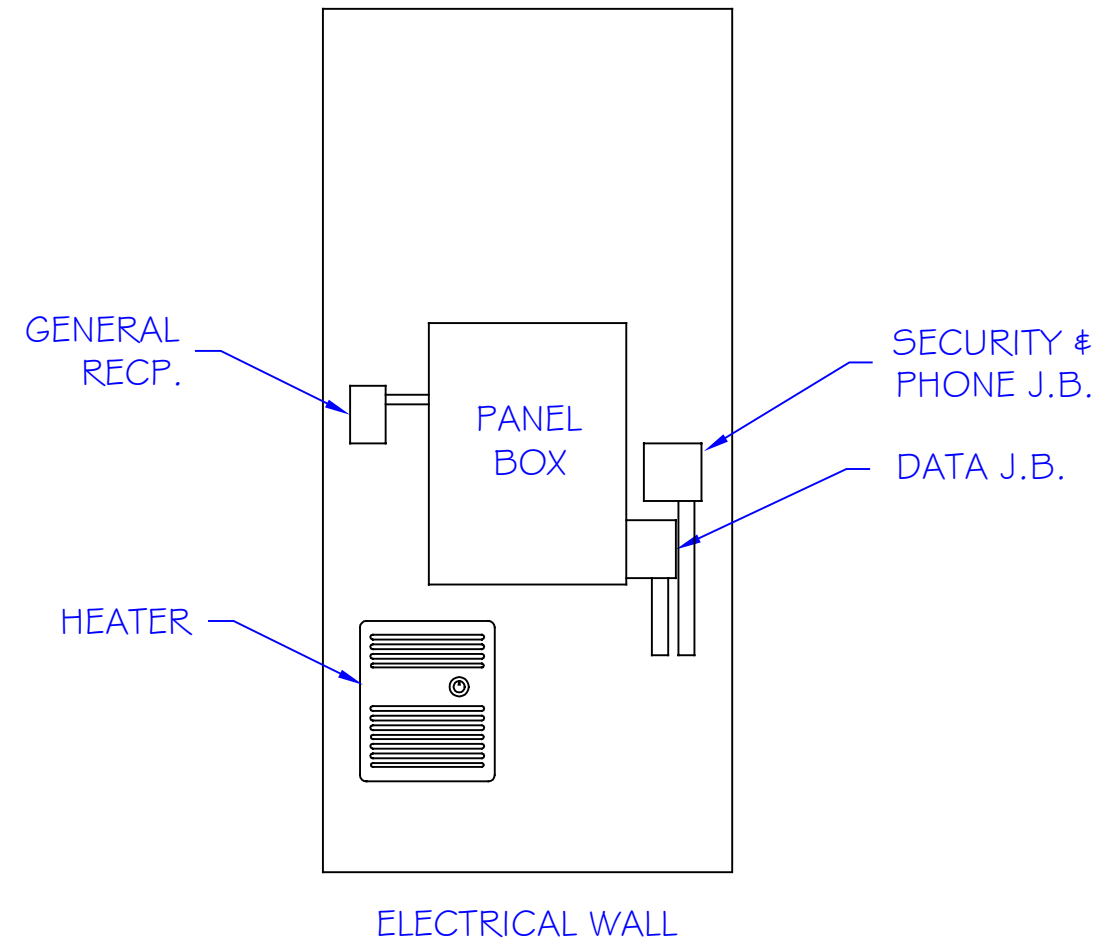 GENERAL
RECP.
SECURITY &
PHONE J.B.
PANEL
BOX
DATA J.B.
HEATER
ELECTRICAL WALL